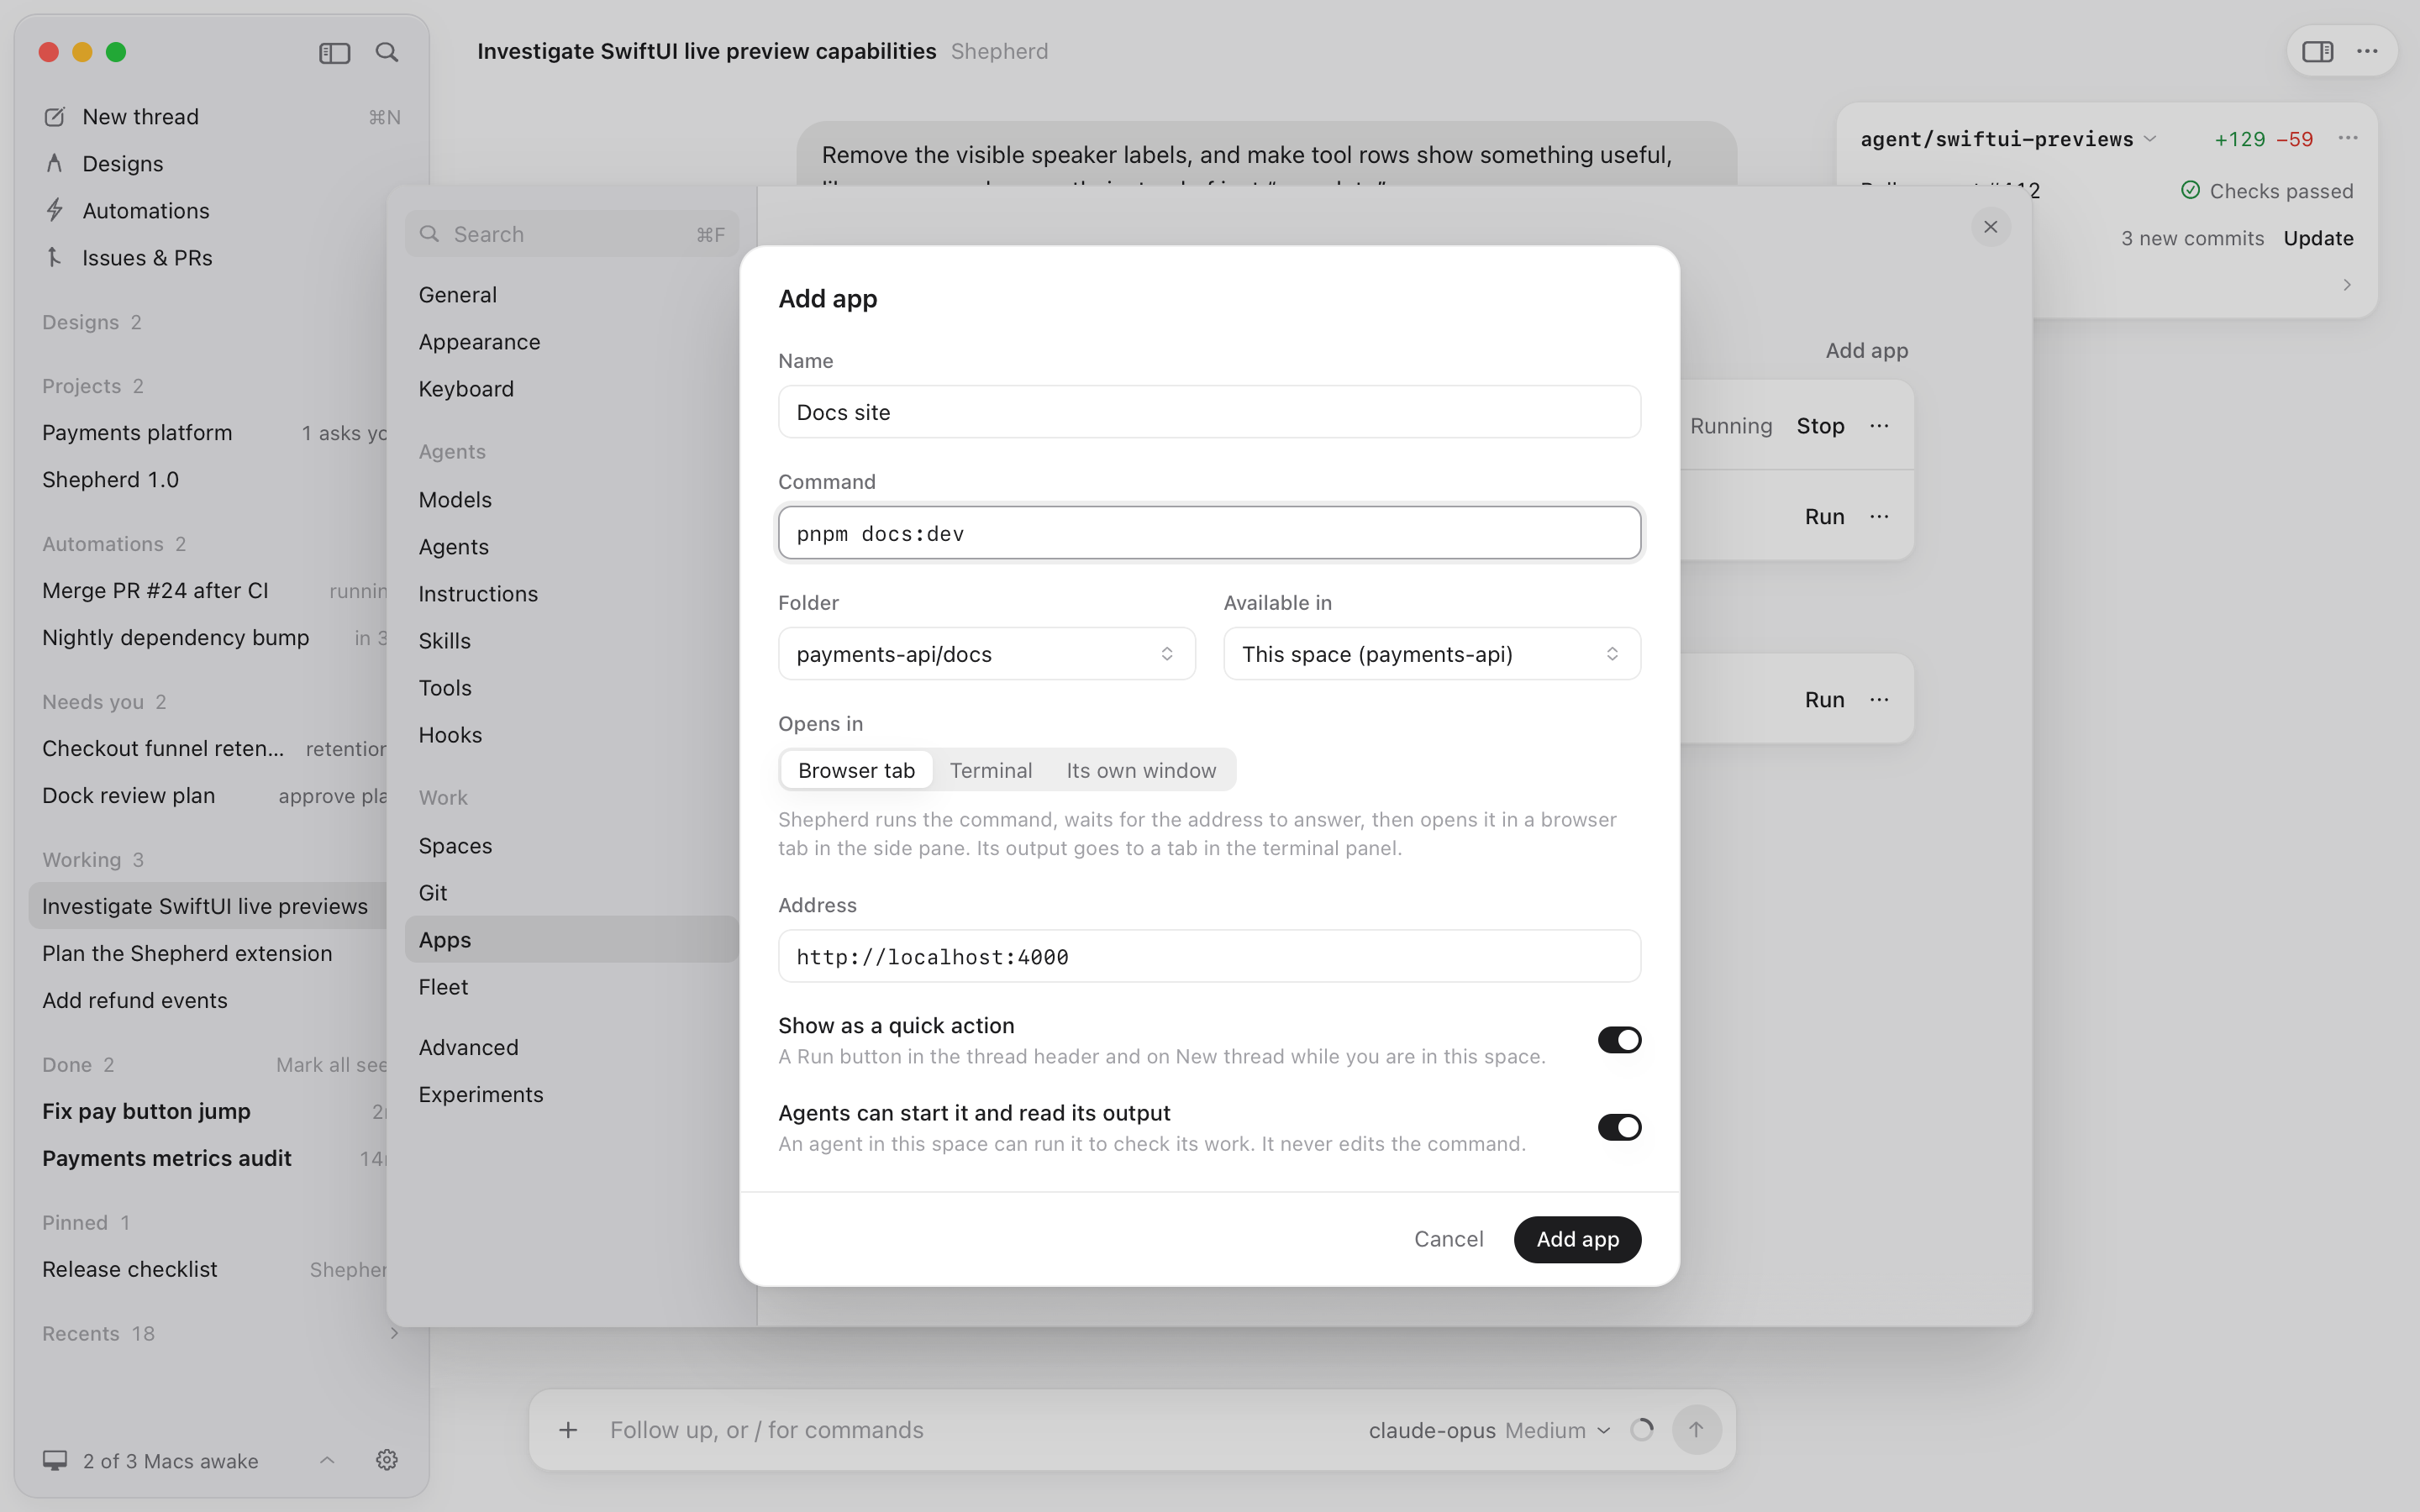 Investigate SwiftUI live preview capabilities Shepherd
New thread ⌘N
Designs
Automations
Issues & PRs
Designs 2
Projects 2
Payments platform 1 asks
Shepherd 1.0
Automations 2
Merge PR #24 after CI
Nightly dependency bump in 3
Needs you 2
Checkout funnel reten…
Dock review plan approve
Working 3
Investigate SwiftUI live previews
Plan the Shepherd extension
Add refund events
Done 2 Mark all
Fix pay button jump
Payments metrics audit
Pinned 1
Release checklist
Recents 18
2 of 3 Macs awake
Remove the visible speaker labels, and make tool rows show something useful,
agent/swiftui-previews +129 −59
Checks passed
3 new commits Update
Search ⌘F
General
Appearance
Keyboard
Agents
Models
Agents
Instructions
Skills
Tools
Hooks
Work
Spaces
Git
Apps
Fleet
Advanced
Experiments
Add app
Running Stop
Run
Run
Add app
Name
Docs site
Command
pnpm docs:dev
Folder Available in
payments-api/docs This space (payments-api)
Opens in
Browser tab Terminal Its own window
Shepherd runs the command, waits for the address to answer, then opens it in a browser
tab in the side pane. Its output goes to a tab in the terminal panel.
Address
http://localhost:4000
Show as a quick action
A Run button in the thread header and on New thread while you are in this space.
Agents can start it and read its output
An agent in this space can run it to check its work. It never edits the command.
Cancel Add app
Follow up, or / for commands claude-opus Medium